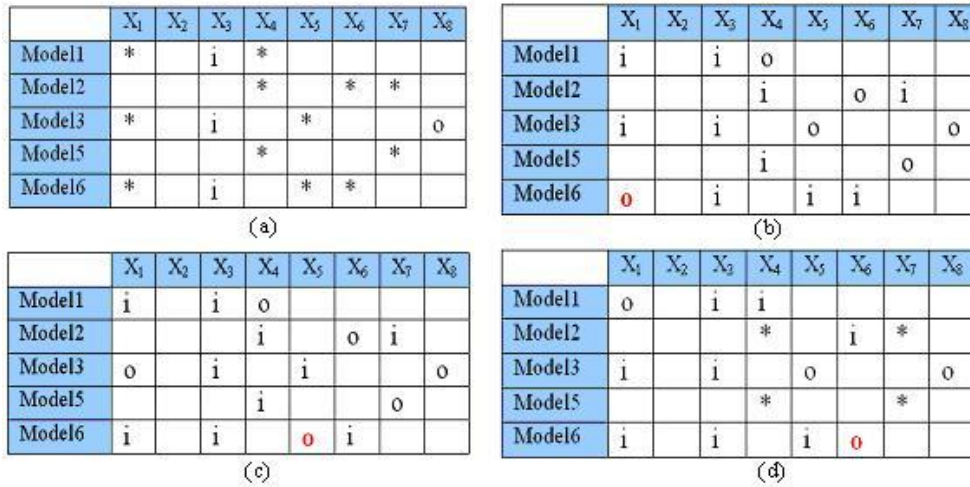 X₁ X₂ X₃ X₄ X₅ X₆ X₇ X₈
Model1 * i *
Model2 * * *
Model3 * i * o
Model5 * *
Model6 * i * *
(a)
X₁ X₂ X₃ X₄ X₅ X₆ X₇ X₈
Model1 i i o
Model2 i o i
Model3 i i o o
Model5 i o
Model6 o i i i
(b)
X₁ X₂ X₃ X₄ X₅ X₆ X₇ X₈
Model1 i i o
Model2 i o i
Model3 o i i o
Model5 i o
Model6 i i o i
(c)
X₁ X₂ X₃ X₄ X₅ X₆ X₇ X₈
Model1 o i i
Model2 * i *
Model3 i i o o
Model5 * *
Model6 i i i o
(d)